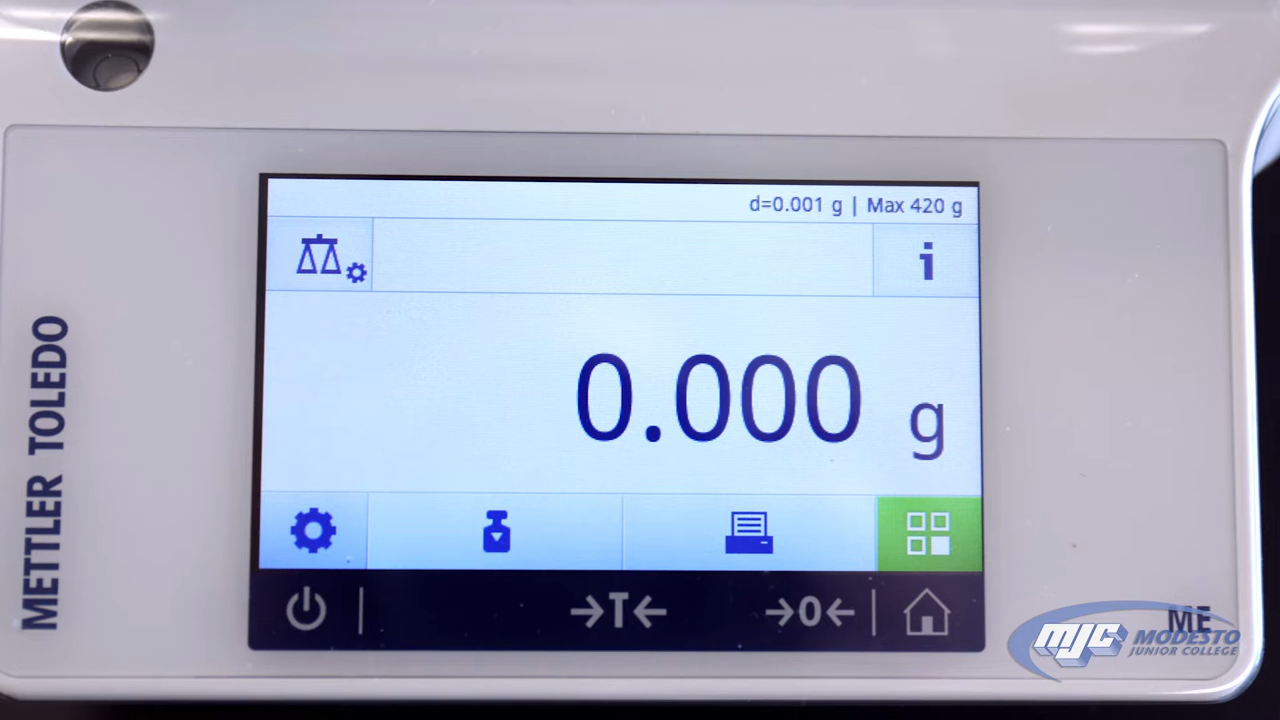 d=0.001 g | Max 420 g
i
0.000 g
→T←
→0←
METTLER TOLEDO
ME
mjc MODESTO
JUNIOR COLLEGE